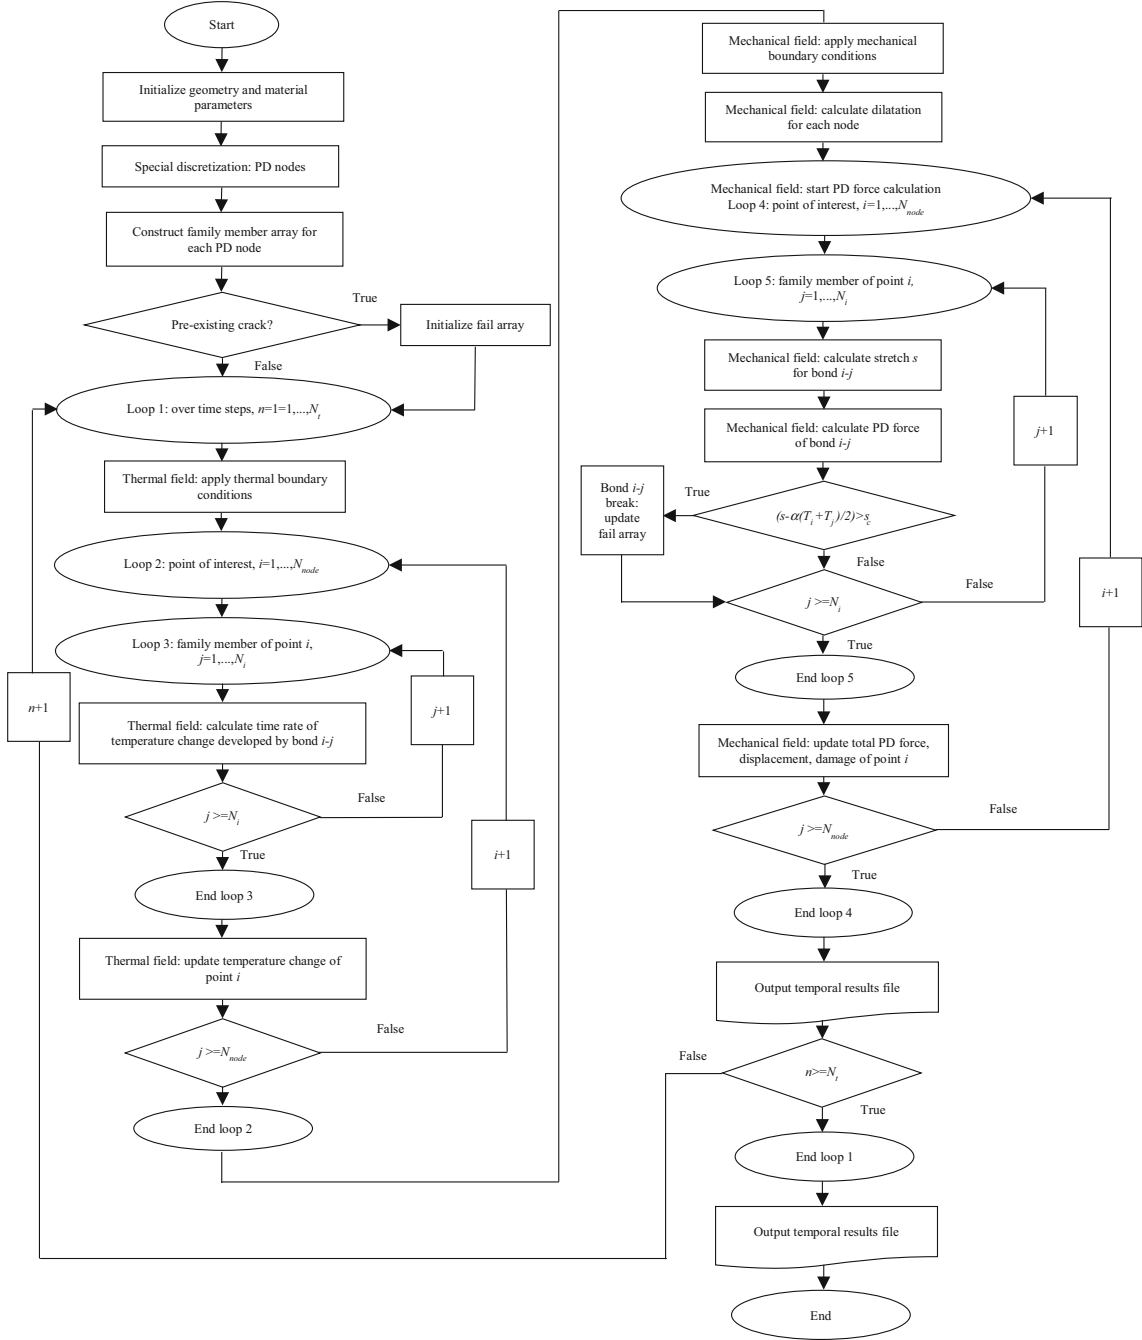 Start
Initialize geometry and material
parameters
Special discretization: PD nodes
Construct family member array for
each PD node
Pre-existing crack?
True
Initialize fail array
False
Loop 1: over time steps, n=1=1,...,N_t
Thermal field: apply thermal boundary
conditions
Loop 2: point of interest, i=1,...,N_node
Loop 3: family member of point i,
j=1,...,N_i
n+1
j+1
Thermal field: calculate time rate of
temperature change developed by bond i-j
False
j >=N_i
True
i+1
End loop 3
Thermal field: update temperature change of
point i
False
j >=N_node
End loop 2
Mechanical field: apply mechanical
boundary conditions
Mechanical field: calculate dilatation
for each node
Mechanical field: start PD force calculation
Loop 4: point of interest, i=1,...,N_node
Loop 5: family member of point i,
j=1,...,N_i
Mechanical field: calculate stretch s
for bond i-j
Mechanical field: calculate PD force
of bond i-j
j+1
Bond i-j
break:
update
fail array
True
(s-α(T_i+T_j)/2)>s_c
False
False
j >=N_i
i+1
True
End loop 5
Mechanical field: update total PD force,
displacement, damage of point i
False
j >=N_node
True
End loop 4
Output temporal results file
False
n>=N_t
True
End loop 1
Output temporal results file
End